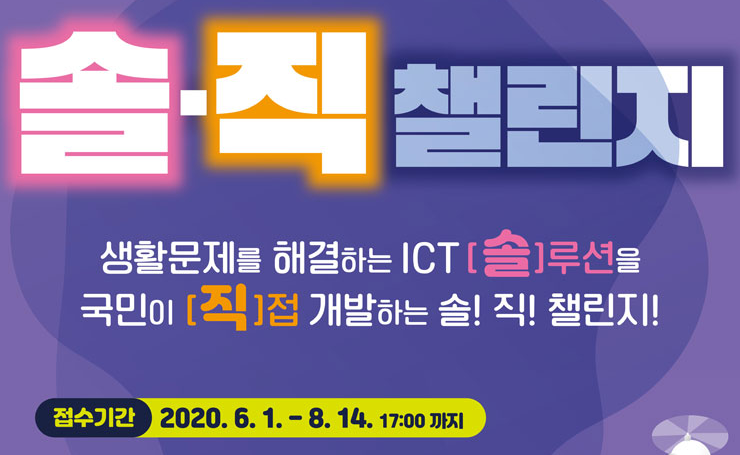 솔·직 챌린지
생활문제를 해결하는 ICT [솔]루션을
국민이 [직]접 개발하는 솔! 직! 챌린지!
접수기간 2020. 6. 1. - 8. 14. 17:00 까지